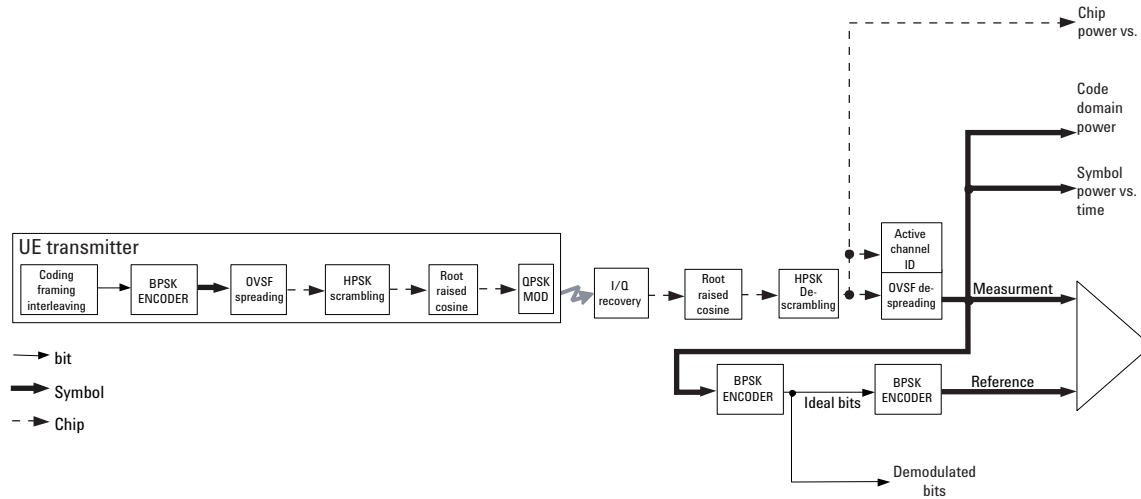 Chip
power vs.
Code
domain
power
Symbol
power vs.
time
UE transmitter
Coding
framing
interleaving
BPSK
ENCODER
OVSF
spreading
HPSK
scrambling
Root
raised
cosine
QPSK
MOD
I/Q
recovery
Root
raised
cosine
HPSK
De-
scrambling
Active
channel
ID
OVSF de-
spreading
Measurment
bit
Symbol
Chip
BPSK
ENCODER
Ideal bits
BPSK
ENCODER
Reference
Demodulated
bits